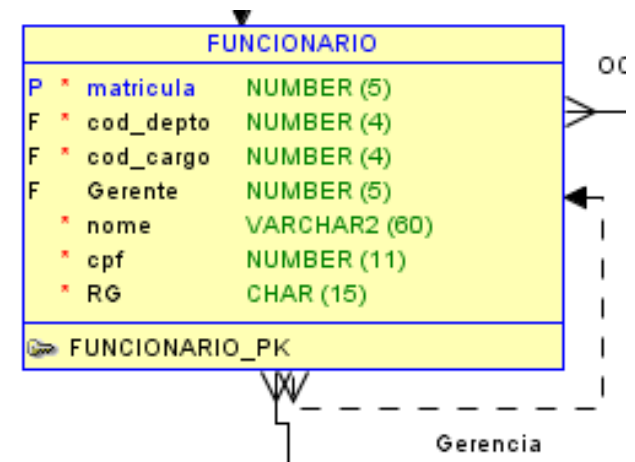 FUNCIONARIO
P * matricula NUMBER (5)
F * cod_depto NUMBER (4)
F * cod_cargo NUMBER (4)
F Gerente NUMBER (5)
* nome VARCHAR2 (60)
* cpf NUMBER (11)
* RG CHAR (15)
FUNCIONARIO_PK
Gerencia